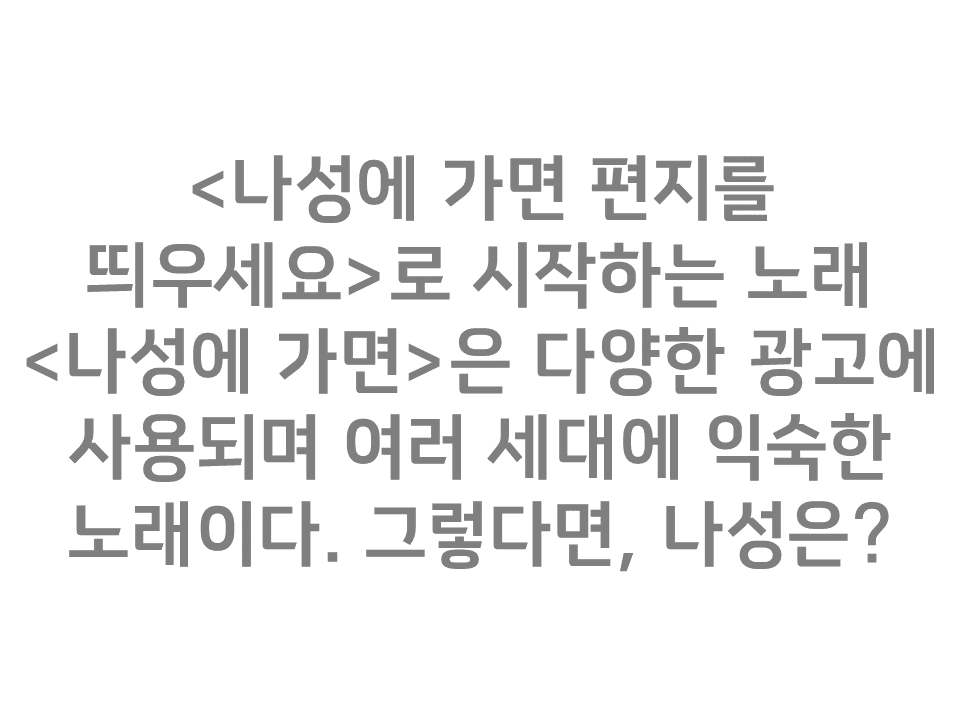 <나성에 가면 편지를
띄우세요>로 시작하는 노래
<나성에 가면>은 다양한 광고에
사용되며 여러 세대에 익숙한
노래이다. 그렇다면, 나성은?